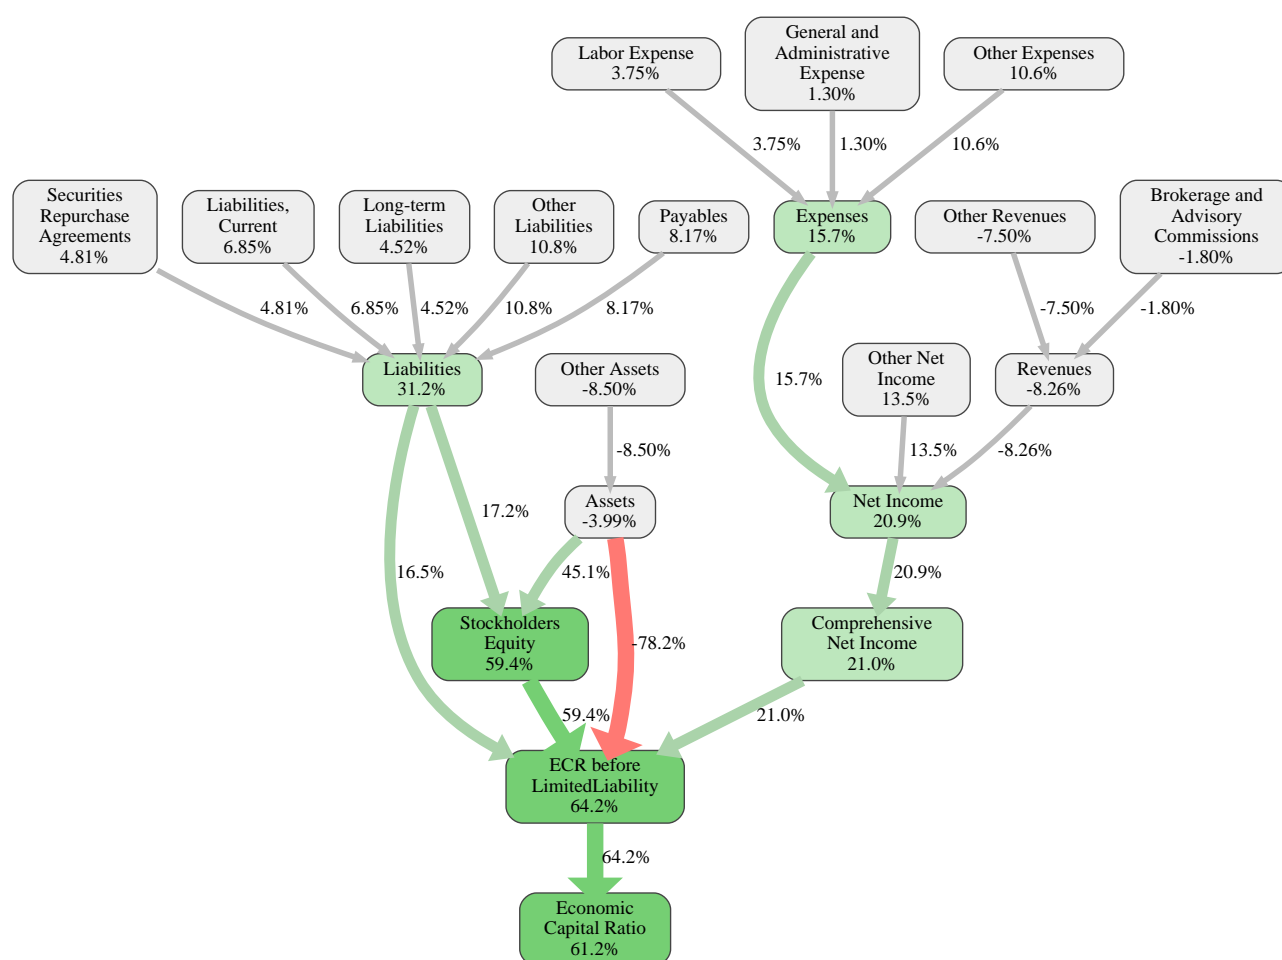 General and
Administrative
Expense
1.30%
Labor Expense
3.75%
Other Expenses
10.6%
3.75%
1.30%
10.6%
Securities
Repurchase
Agreements
4.81%
Liabilities,
Current
6.85%
Long-term
Liabilities
4.52%
Other
Liabilities
10.8%
Payables
8.17%
Expenses
15.7%
Other Revenues
-7.50%
Brokerage and
Advisory
Commissions
-1.80%
4.81%
6.85%
4.52%
10.8%
8.17%
-7.50%
-1.80%
Liabilities
31.2%
Other Assets
-8.50%
15.7%
Other Net
Income
13.5%
Revenues
-8.26%
-8.50%
13.5%
-8.26%
17.2%
Assets
-3.99%
Net Income
20.9%
16.5%
45.1%
20.9%
Stockholders
Equity
59.4%
-78.2%
Comprehensive
Net Income
21.0%
59.4%
21.0%
ECR before
LimitedLiability
64.2%
64.2%
Economic
Capital Ratio
61.2%